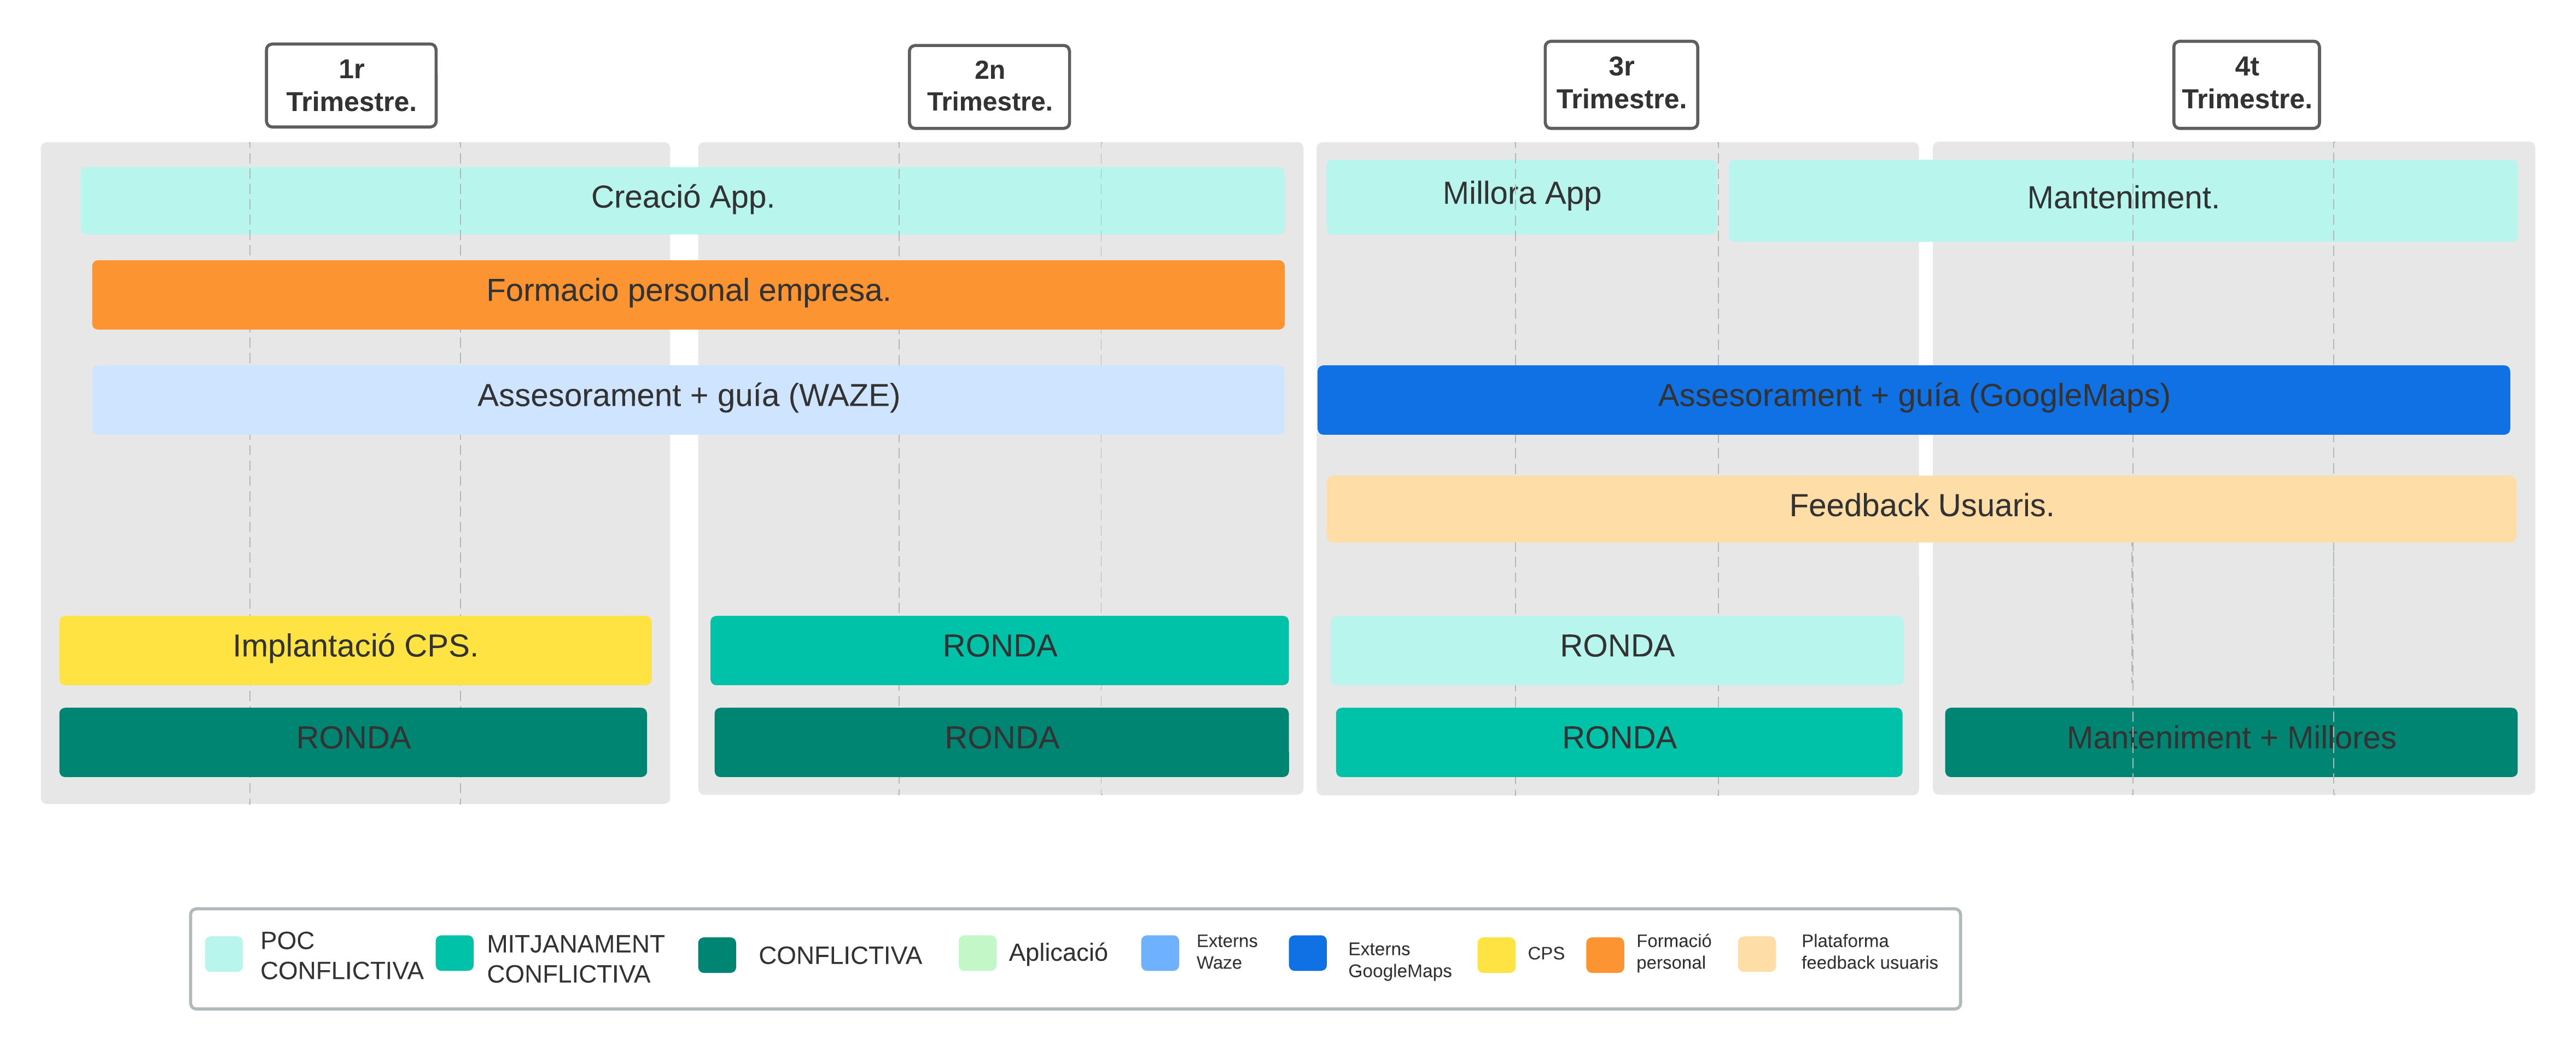 1r
Trimestre.
2n
Trimestre.
3r
Trimestre.
4t
Trimestre.
Creació App.
Millora App
Manteniment.
Formacio personal empresa.
Assesorament + guía (WAZE)
Assesorament + guía (GoogleMaps)
Feedback Usuaris.
Implantació CPS.
RONDA
RONDA
RONDA
RONDA
RONDA
Manteniment + Millores
POC
CONFLICTIVA
MITJANAMENT
CONFLICTIVA
CONFLICTIVA
Aplicació
Externs
Waze
Externs
GoogleMaps
CPS
Formació
personal
Plataforma
feedback usuaris